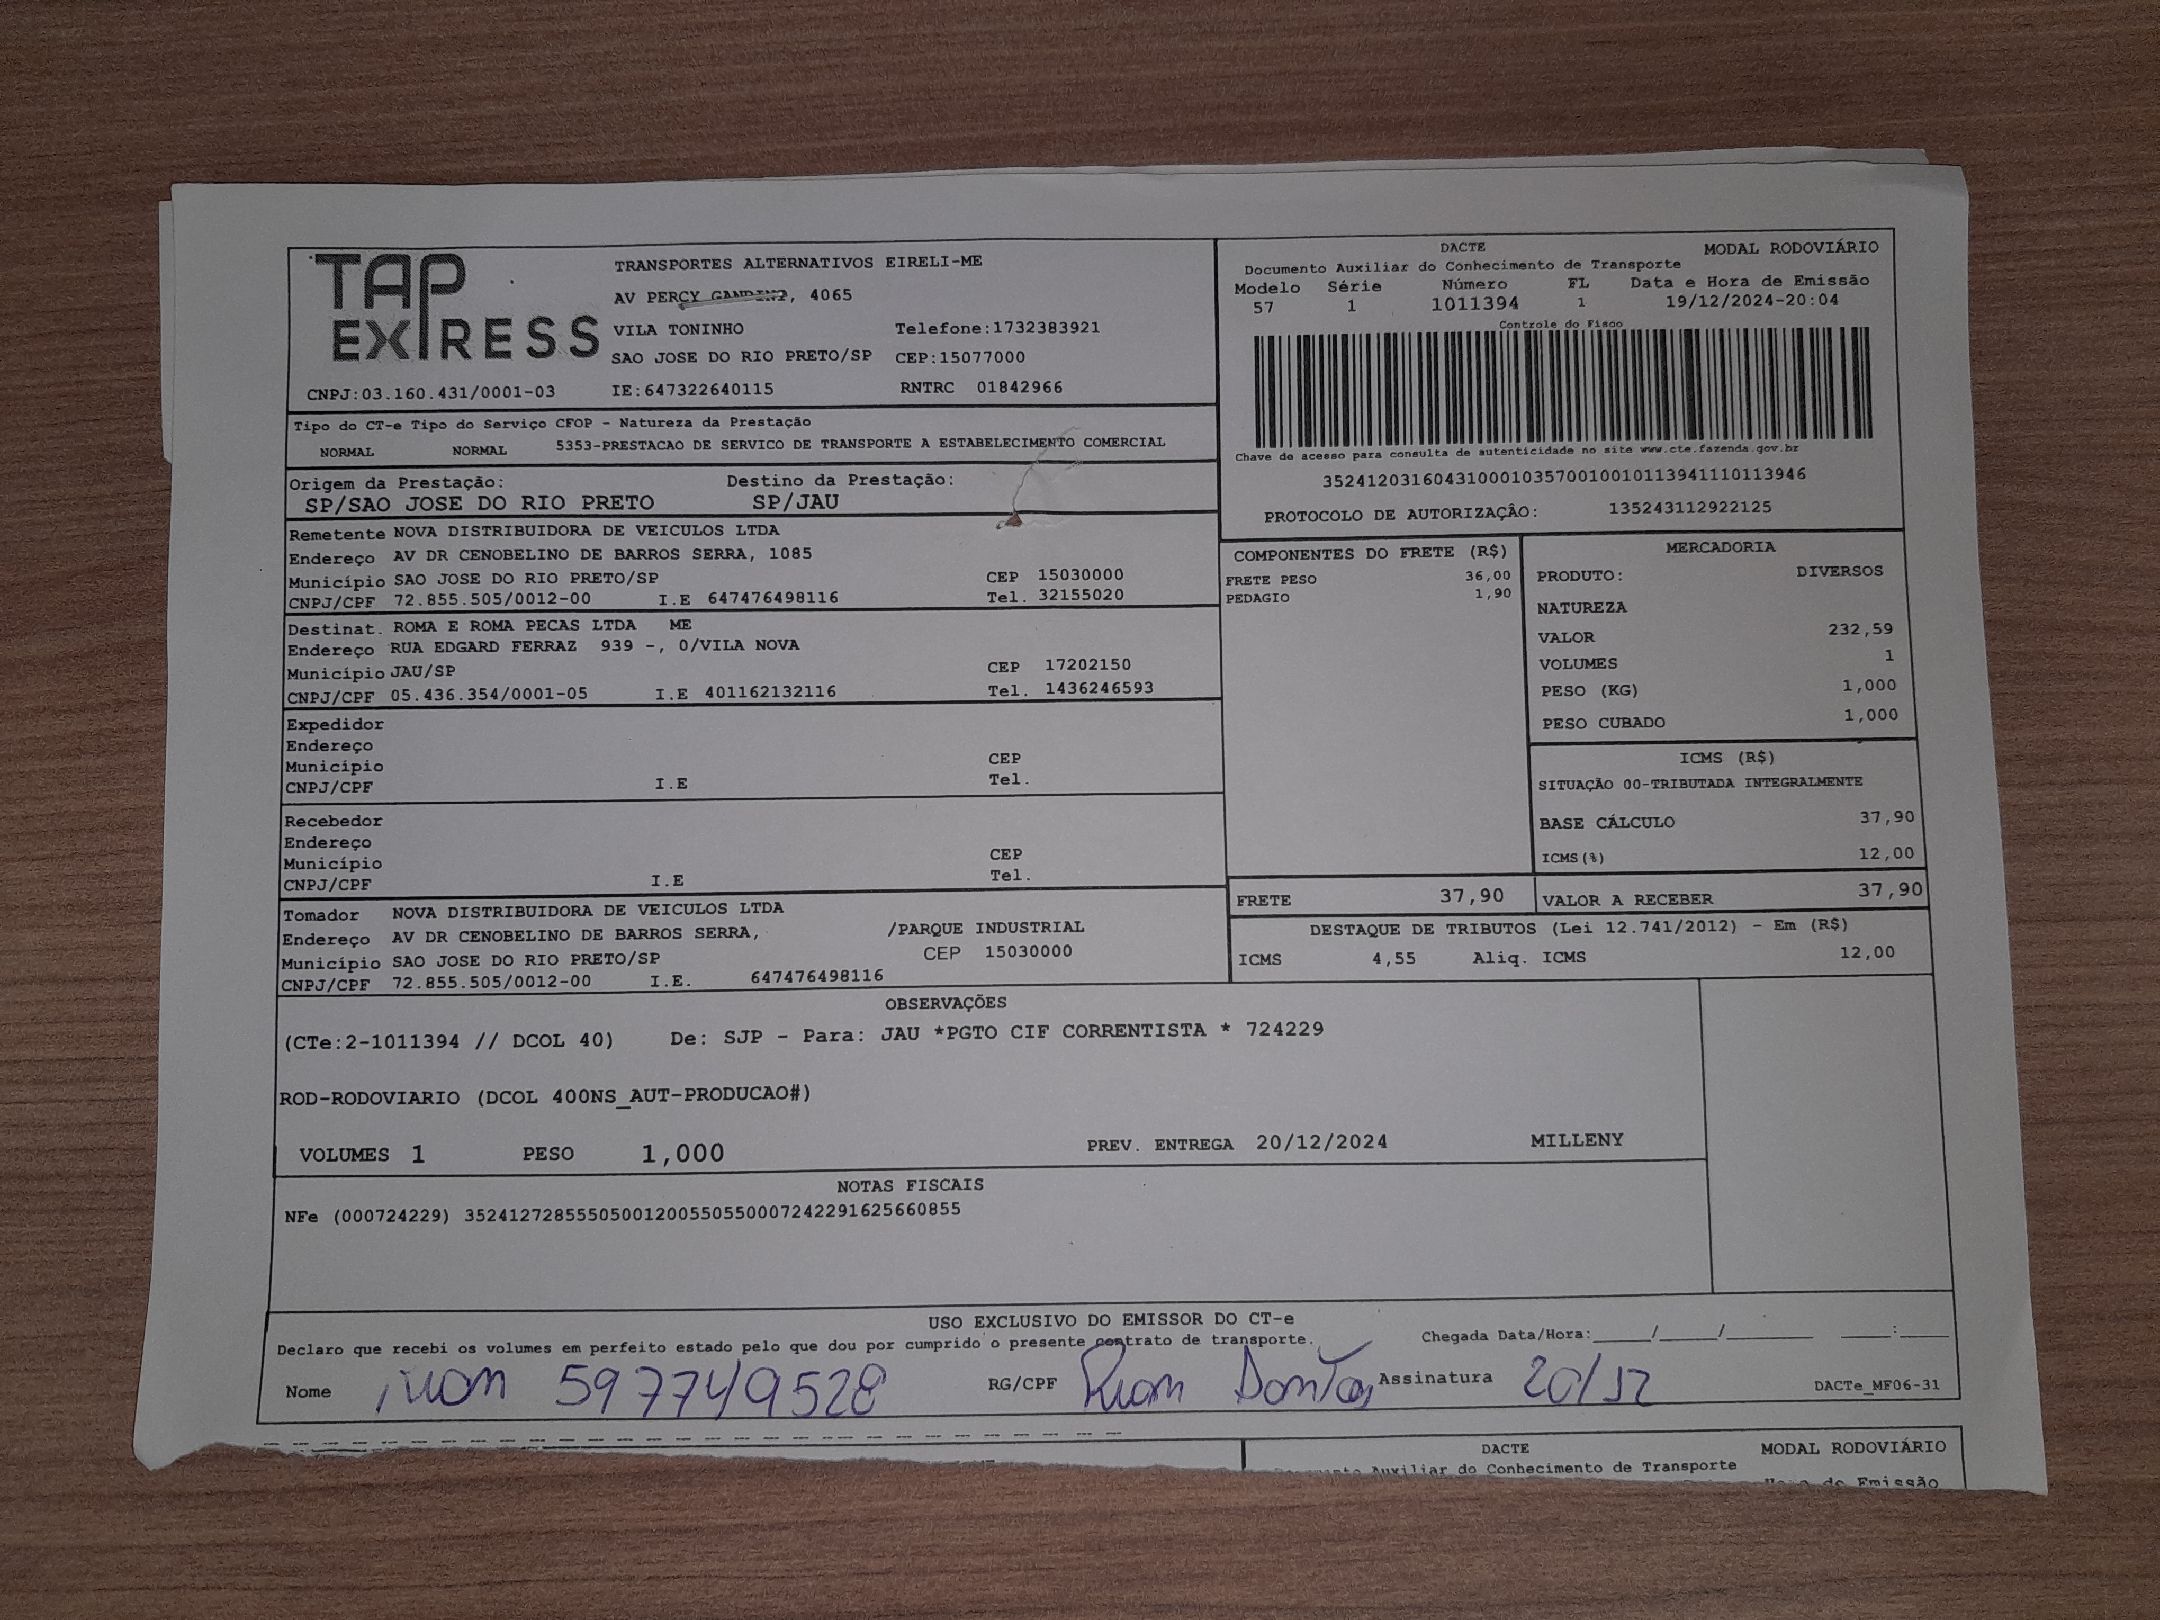 TAP EXPRESS
TRANSPORTES ALTERNATIVOS EIRELI-ME
AV PERCY GANDINI, 4065
VILA TONINHO Telefone:1732383921
SAO JOSE DO RIO PRETO/SP CEP:15077000
CNPJ:03.160.431/0001-03 IE:647322640115 RNTRC 01842966
DACTE MODAL RODOVIÁRIO
Documento Auxiliar do Conhecimento de Transporte
Modelo Série Número FL Data e Hora de Emissão
57 1 1011394 1 19/12/2024-20:04
Controle do Fisco
Chave de acesso para consulta de autenticidade no site www.cte.fazenda.gov.br
35241203160431000103570010010113941110113946
PROTOCOLO DE AUTORIZAÇÃO: 135243112922125
Tipo do CT-e Tipo do Serviço CFOP - Natureza da Prestação
NORMAL NORMAL 5353-PRESTACAO DE SERVICO DE TRANSPORTE A ESTABELECIMENTO COMERCIAL
Origem da Prestação: Destino da Prestação:
SP/SAO JOSE DO RIO PRETO SP/JAU
Remetente NOVA DISTRIBUIDORA DE VEICULOS LTDA
Endereço AV DR CENOBELINO DE BARROS SERRA, 1085
Município SAO JOSE DO RIO PRETO/SP CEP 15030000
CNPJ/CPF 72.855.505/0012-00 I.E 647476498116 Tel. 32155020
Destinat. ROMA E ROMA PECAS LTDA ME
Endereço RUA EDGARD FERRAZ 939 -, 0/VILA NOVA
Município JAU/SP CEP 17202150
CNPJ/CPF 05.436.354/0001-05 I.E 401162132116 Tel. 1436246593
Expedidor
Endereço
Município CEP
CNPJ/CPF I.E Tel.
Recebedor
Endereço
Município CEP
CNPJ/CPF I.E Tel.
Tomador NOVA DISTRIBUIDORA DE VEICULOS LTDA
Endereço AV DR CENOBELINO DE BARROS SERRA, /PARQUE INDUSTRIAL
Município SAO JOSE DO RIO PRETO/SP CEP 15030000
CNPJ/CPF 72.855.505/0012-00 I.E. 647476498116
COMPONENTES DO FRETE (R$)
FRETE PESO 36,00
PEDAGIO 1,90
MERCADORIA
PRODUTO: DIVERSOS
NATUREZA
VALOR 232,59
VOLUMES 1
PESO (KG) 1,000
PESO CUBADO 1,000
ICMS (R$)
SITUAÇÃO 00-TRIBUTADA INTEGRALMENTE
BASE CÁLCULO 37,90
ICMS(%) 12,00
FRETE 37,90 VALOR A RECEBER 37,90
DESTAQUE DE TRIBUTOS (Lei 12.741/2012) - Em (R$)
ICMS 4,55 Aliq. ICMS 12,00
OBSERVAÇÕES
(CTe:2-1011394 // DCOL 40) De: SJP - Para: JAU *PGTO CIF CORRENTISTA * 724229
ROD-RODOVIARIO (DCOL 400NS_AUT-PRODUCAO#)
VOLUMES 1 PESO 1,000 PREV. ENTREGA 20/12/2024 MILLENY
NOTAS FISCAIS
NFe (000724229) 35241272855505001200550550007242291625660855
USO EXCLUSIVO DO EMISSOR DO CT-e
Declaro que recebi os volumes em perfeito estado pelo que dou por cumprido o presente contrato de transporte. Chegada Data/Hora:_____/_____/________ ____:____
Nome 597749528 RG/CPF Assinatura 20/12 DACTe_MF06-31
DACTE MODAL RODOVIÁRIO
Auxiliar do Conhecimento de Transporte
de Emissão